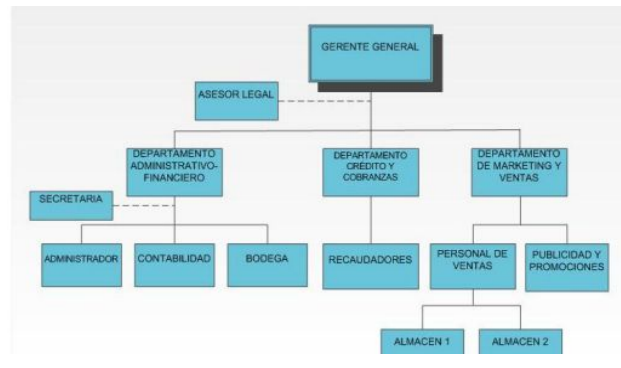 GERENTE GENERAL
ASESOR LEGAL
DEPARTAMENTO
ADMINISTRATIVO-
FINANCIERO
DEPARTAMENTO
CRÉDITO Y
COBRANZAS
DEPARTAMENTO
DE MARKETING Y
VENTAS
SECRETARIA
ADMINISTRADOR
CONTABILIDAD
BODEGA
RECAUDADORES
PERSONAL DE
VENTAS
PUBLICIDAD Y
PROMOCIONES
ALMACEN 1
ALMACEN 2